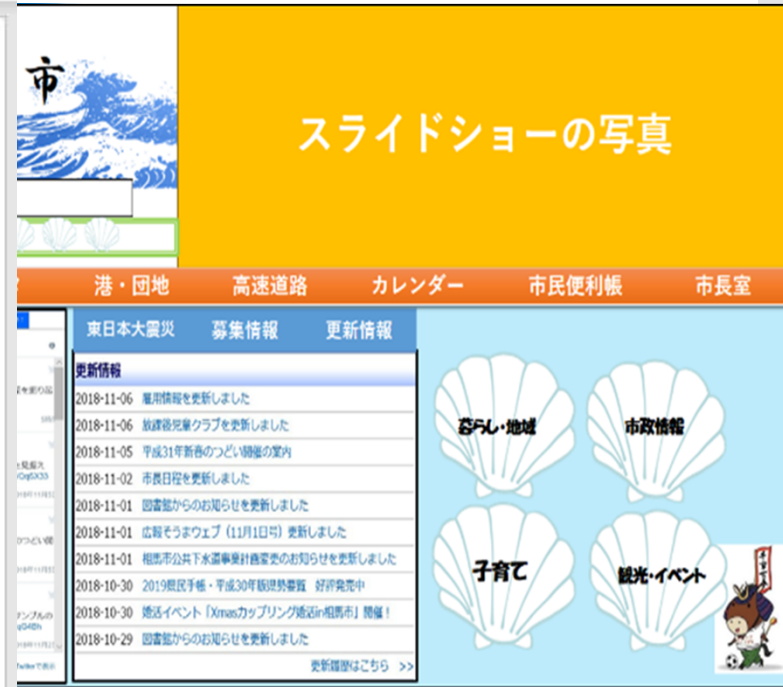 市
スライドショーの写真
港・団地 高速道路 カレンダー 市民便利帳 市長室
東日本大震災 募集情報 更新情報
更新情報
2018-11-06 雇用情報を更新しました
2018-11-06 放課後児童クラブを更新しました
2018-11-05 平成31年新春のつどい開催の案内
2018-11-02 市長日程を更新しました
2018-11-01 図書館からのお知らせを更新しました
2018-11-01 広報そうまウェブ（11月1日号）更新しました
2018-11-01 相馬市公共下水道事業計画変更のお知らせを更新しました
2018-10-30 2019県民手帳・平成30年版県勢要覧 好評発売中
2018-10-30 婚活イベント「Xmasカップリング婚活in相馬市」開催！
2018-10-29 図書館からのお知らせを更新しました
更新履歴はこちら >>
暮らし・地域
市政情報
子育て
観光・イベント